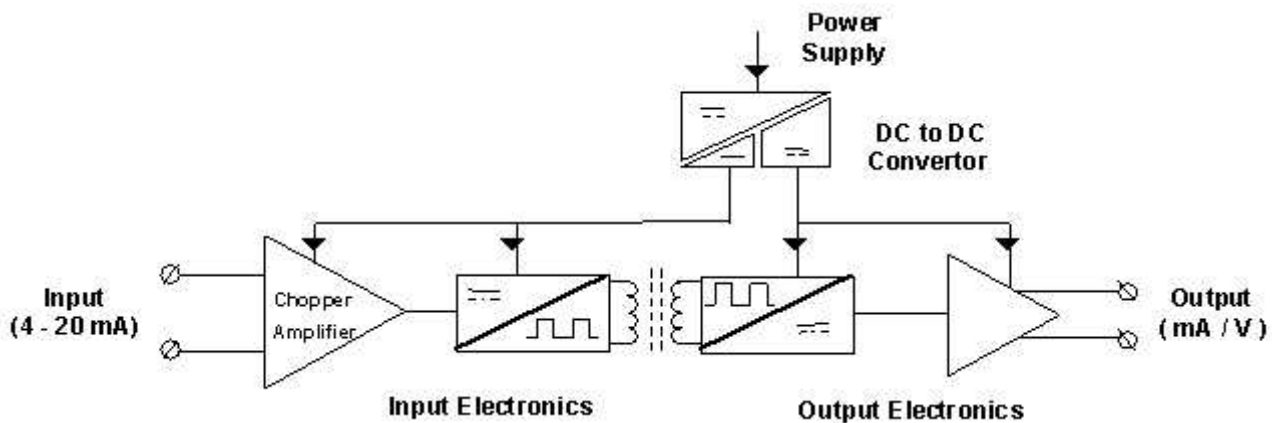 Power
Supply
DC to DC
Convertor
Input
(4 - 20 mA)
Chopper
Amplifier
Output
( mA / V )
Input Electronics
Output Electronics